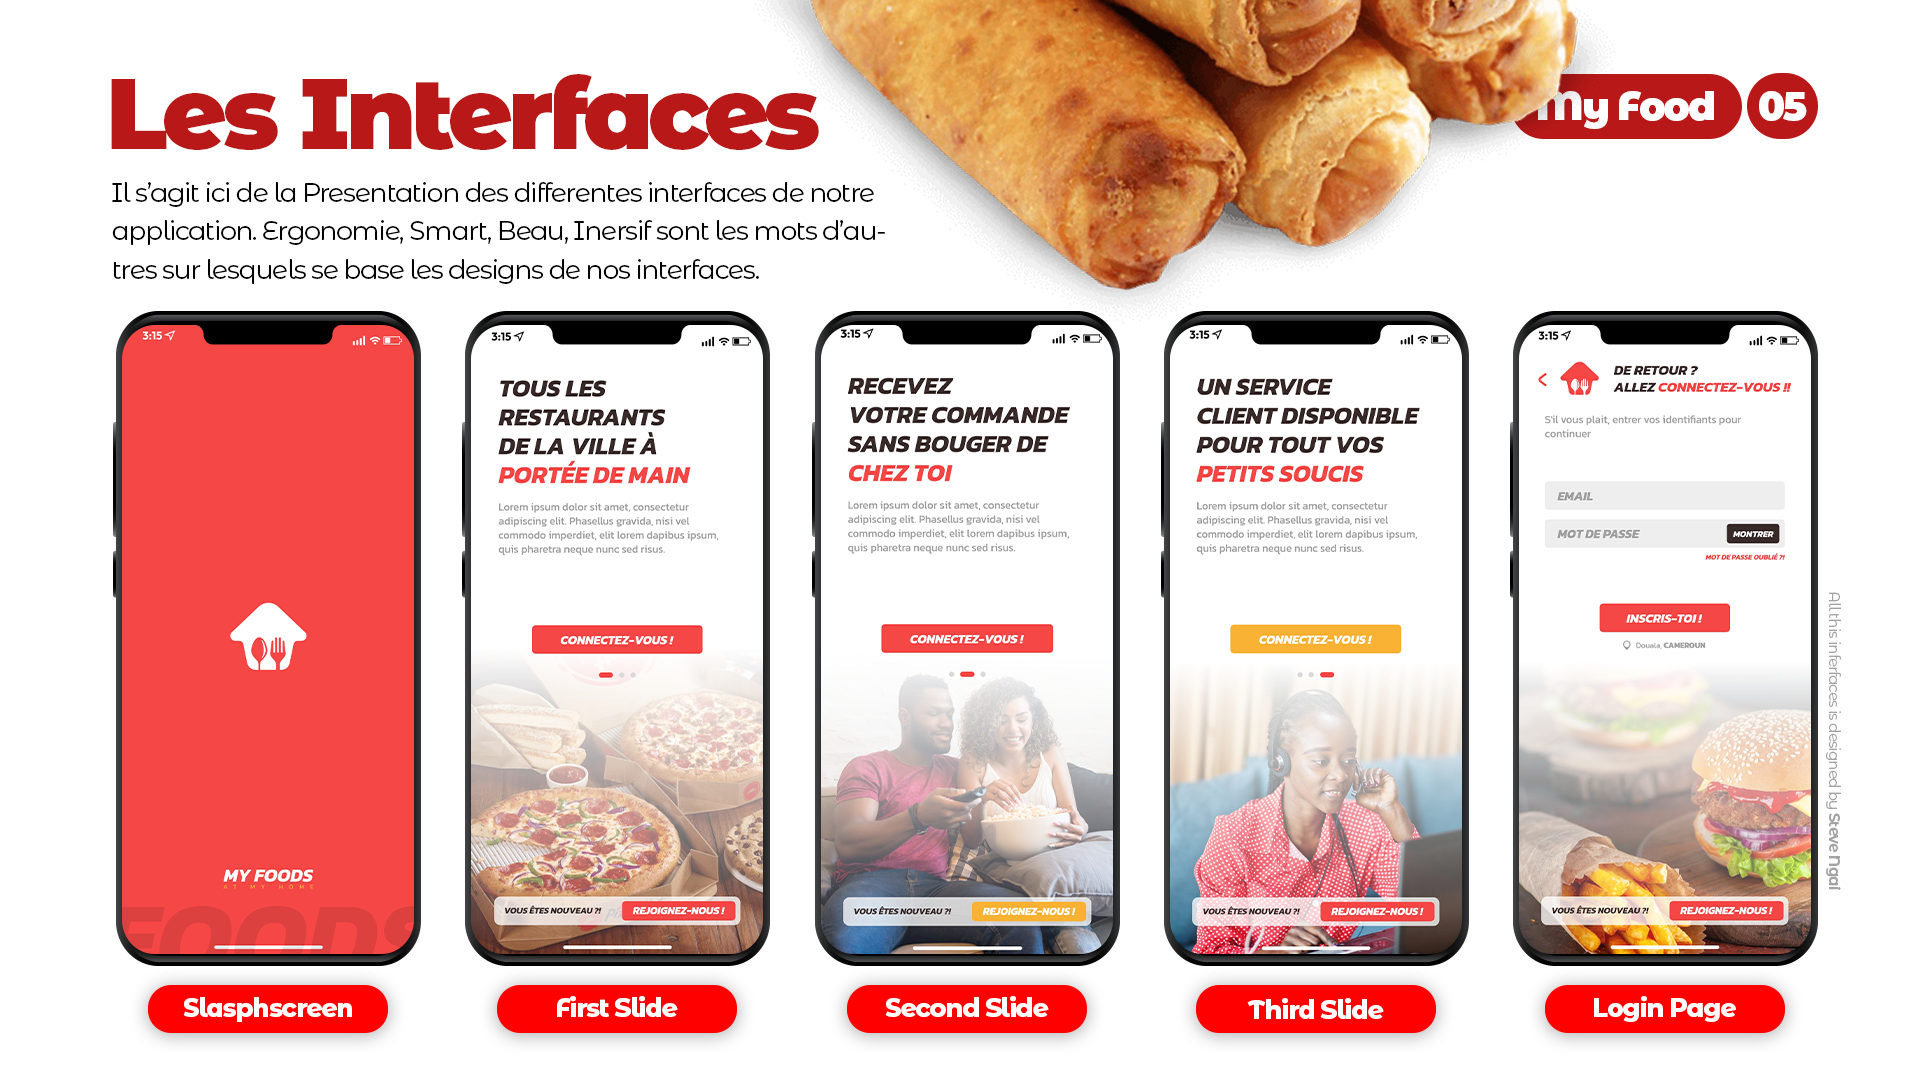 Les Interfaces
My Food
05
Il s'agit ici de la Presentation des differentes interfaces de notre
application. Ergonomie, Smart, Beau, Inersif sont les mots d'au-
tres sur lesquels se base les designs de nos interfaces.
3:15
MY FOODS
AT MY HOME
FOODS
Slasphscreen
3:15
TOUS LES
RESTAURANTS
DE LA VILLE À
PORTÉE DE MAIN
Lorem ipsum dolor sit amet, consectetur
adipiscing elit. Phasellus gravida, nisi vel
commodo imperdiet, elit lorem dapibus ipsum,
quis pharetra neque nunc sed risus.
CONNECTEZ-VOUS !
VOUS ÊTES NOUVEAU ?!
REJOIGNEZ-NOUS !
First Slide
3:15
RECEVEZ
VOTRE COMMANDE
SANS BOUGER DE
CHEZ TOI
Lorem ipsum dolor sit amet, consectetur
adipiscing elit. Phasellus gravida, nisi vel
commodo imperdiet, elit lorem dapibus ipsum,
quis pharetra neque nunc sed risus.
CONNECTEZ-VOUS !
VOUS ÊTES NOUVEAU ?!
REJOIGNEZ-NOUS !
Second Slide
3:15
UN SERVICE
CLIENT DISPONIBLE
POUR TOUT VOS
PETITS SOUCIS
Lorem ipsum dolor sit amet, consectetur
adipiscing elit. Phasellus gravida, nisi vel
commodo imperdiet, elit lorem dapibus ipsum,
quis pharetra neque nunc sed risus.
CONNECTEZ-VOUS !
VOUS ÊTES NOUVEAU ?!
REJOIGNEZ-NOUS !
Third Slide
3:15
DE RETOUR ?
ALLEZ CONNECTEZ-VOUS !!
S'il vous plait, entrer vos identifiants pour
continuer
EMAIL
MOT DE PASSE
MONTRER
MOT DE PASSE OUBLIÉ ?!
INSCRIS-TOI !
Douala, CAMEROUN
VOUS ÊTES NOUVEAU ?!
REJOIGNEZ-NOUS !
Login Page
All this inferfaces is designed by Steve Ngai